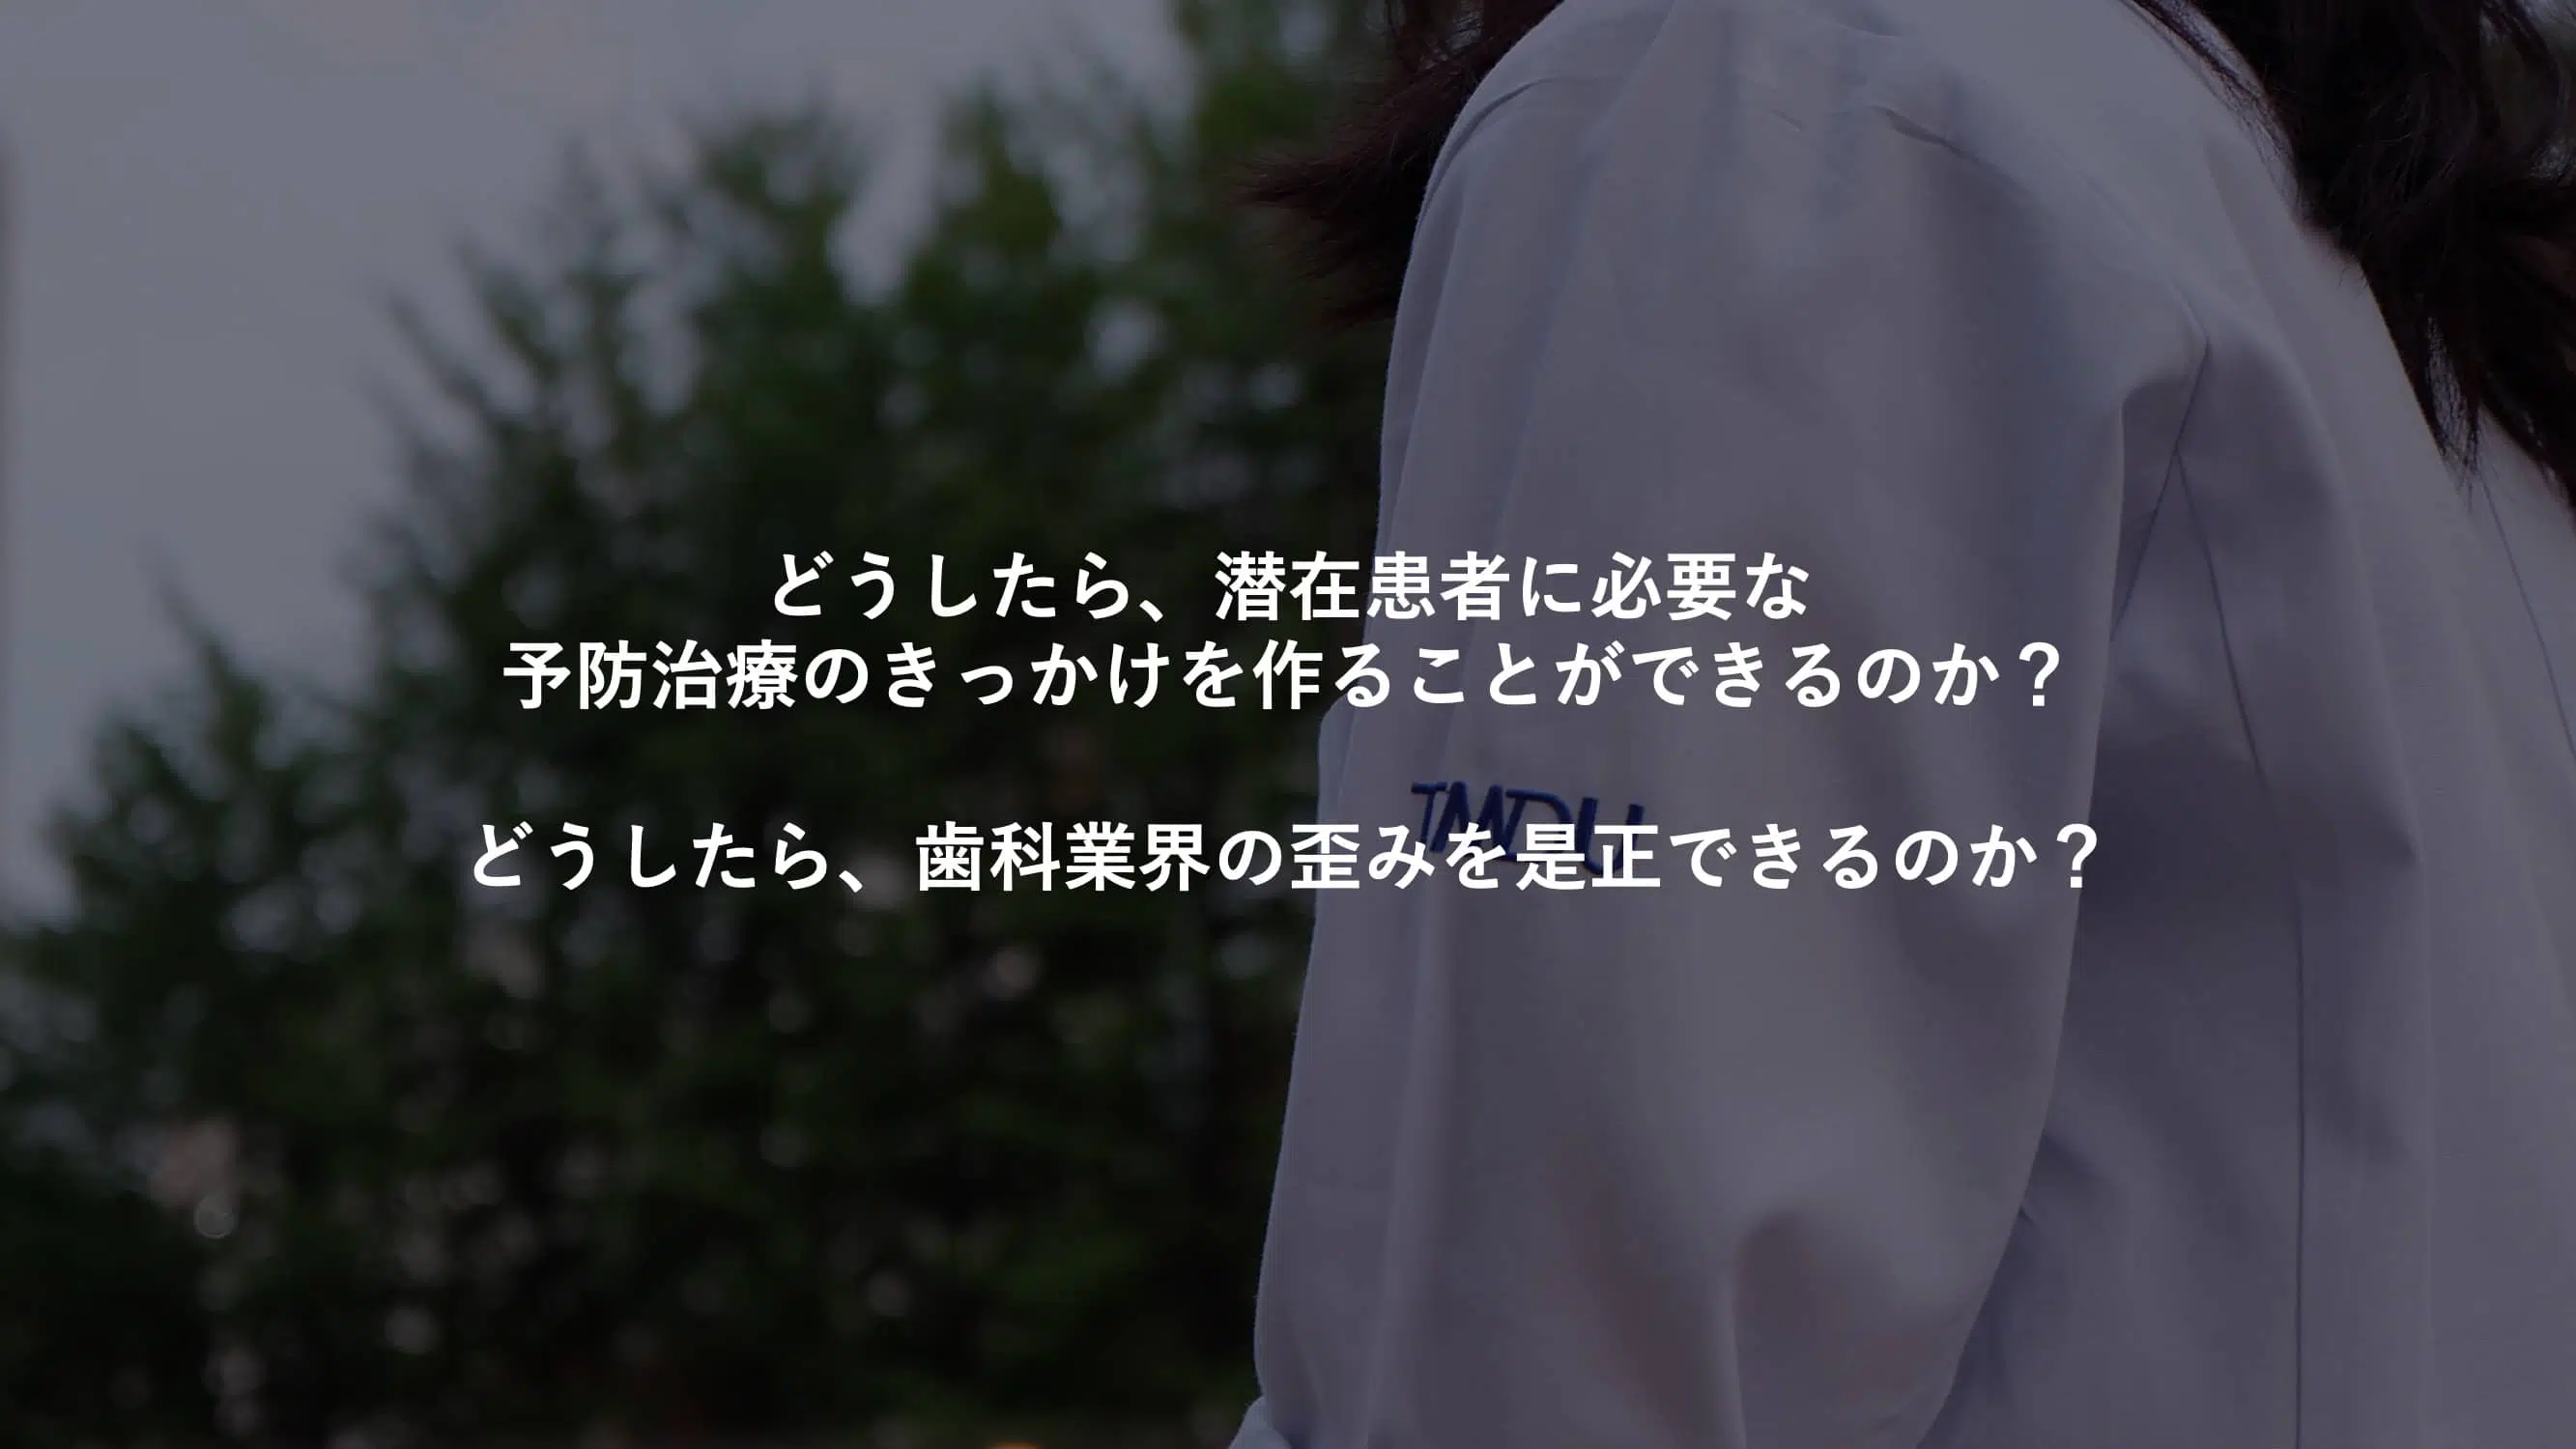 どうしたら、潜在患者に必要な
予防治療のきっかけを作ることができるのか？
どうしたら、歯科業界の歪みを是正できるのか？
TMDU